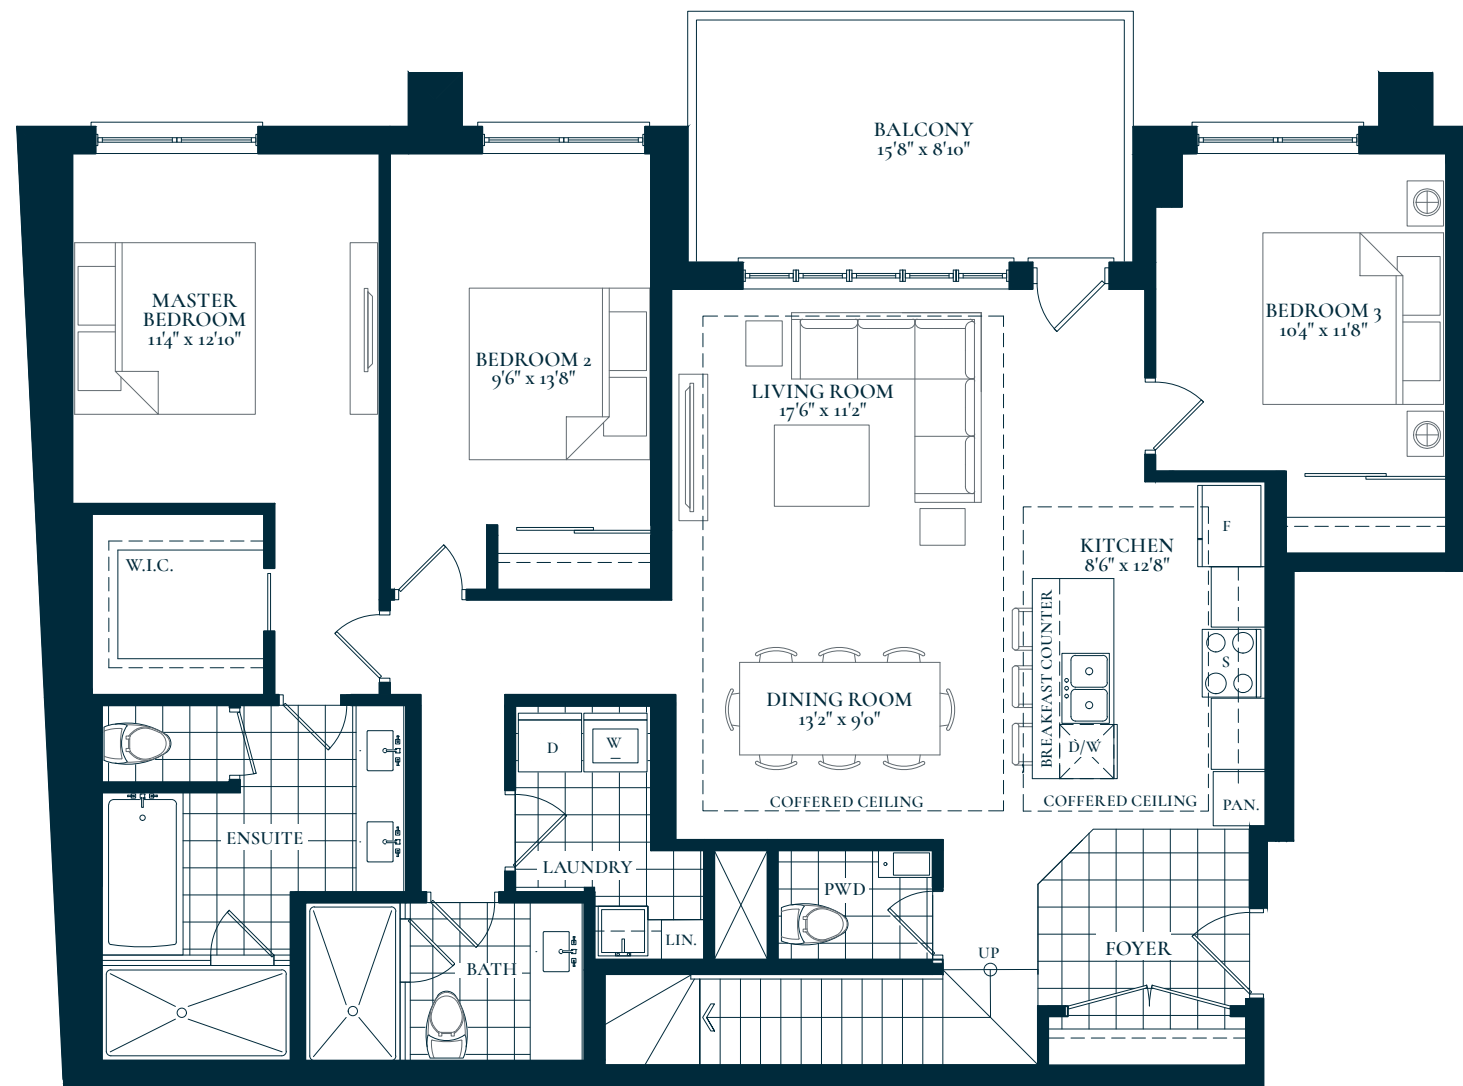 BALCONY
15'8" x 8'10"
MASTER
BEDROOM
11'4" x 12'10"
BEDROOM 2
9'6" x 13'8"
LIVING ROOM
17'6" x 11'2"
BEDROOM 3
10'4" x 11'8"
W.I.C.
KITCHEN
8'6" x 12'8"
F
BREAKFAST COUNTER
S
DINING ROOM
13'2" x 9'0"
D/W
D
W
COFFERED CEILING
COFFERED CEILING
PAN.
ENSUITE
LAUNDRY
PWD
LIN.
BATH
UP
FOYER